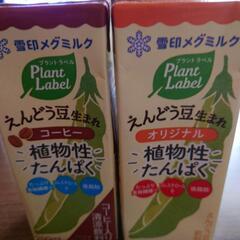 雪印メグミルク
プラントラベル
Plant
Label
えんどう豆生まれ
コーヒー
植物性
たんぱく
雪印メグミルク
プラントラベル
Plant
Label
えんどう豆生まれ
オリジナル
植物性
たんぱく